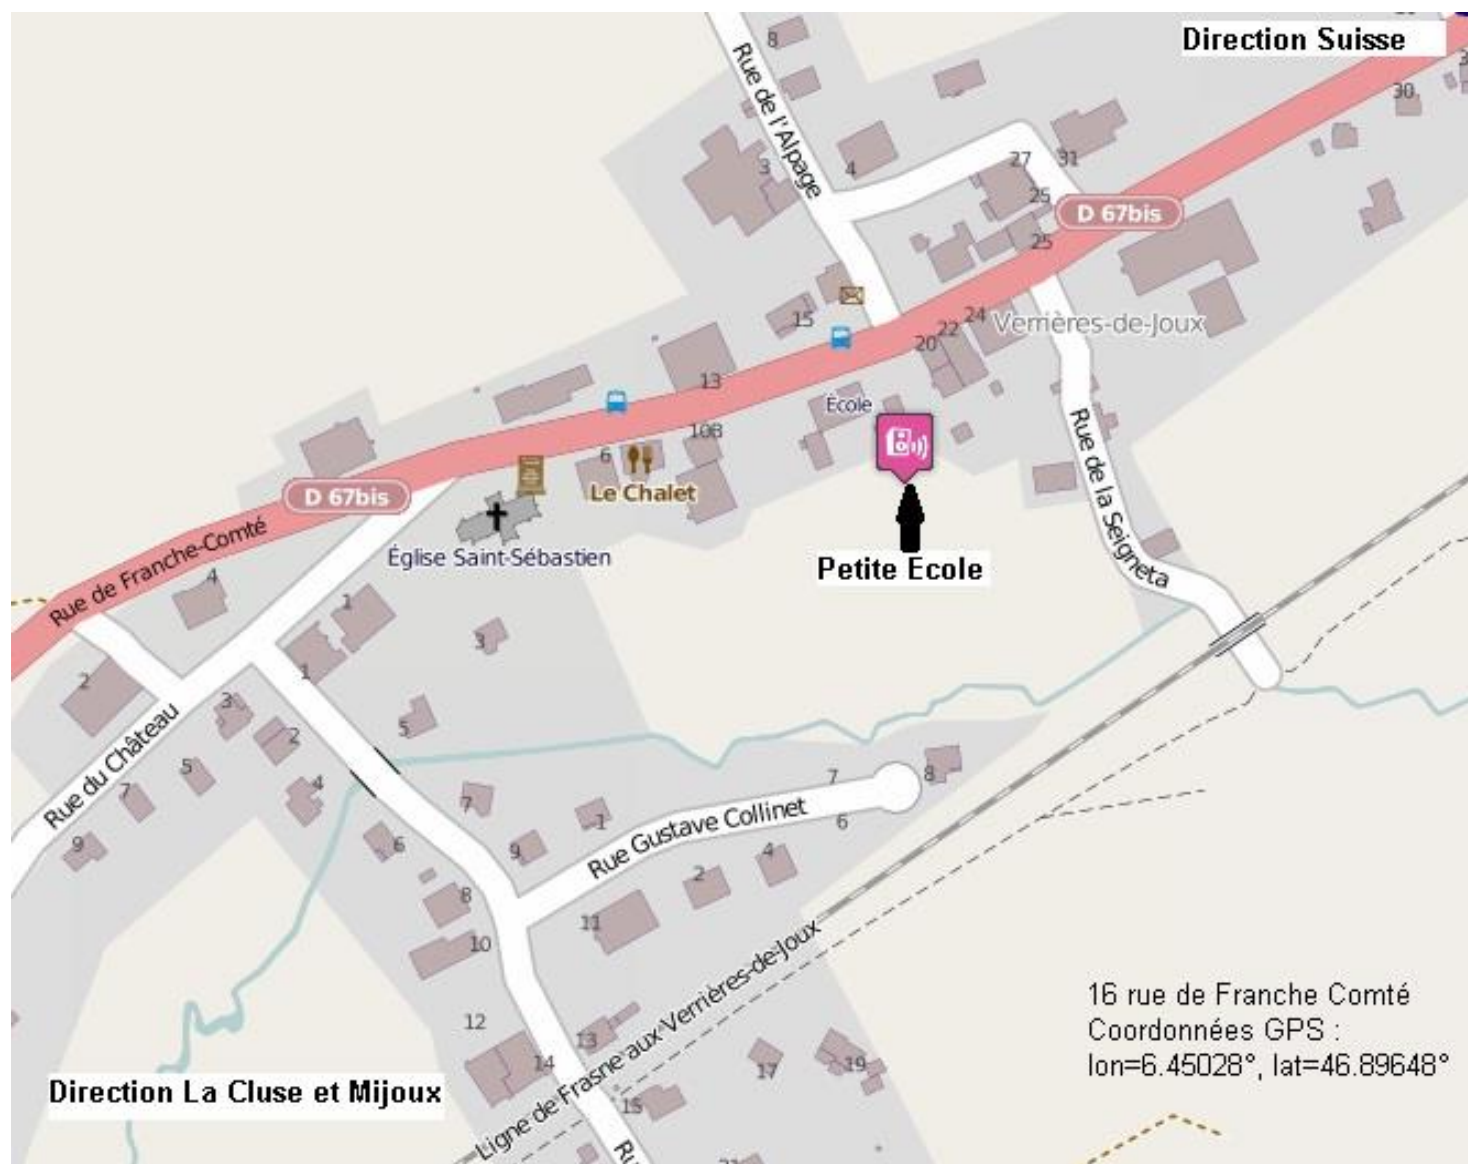 Direction Suisse
8
Rue de l'Alpage
30
27
31
3
4
25
D 67bis
25
15
24
Verrières-de-Joux
22
20
13
École
10B
6
Le Chalet
D 67bis
Rue de Franche-Comté
Église Saint-Sébastien
Petite Ecole
Rue de la Seigneta
4
1
3
1
2
3
5
2
Rue du Château
5
7
4
7
8
7
1
Rue Gustave Collinet
6
9
6
9
4
2
8
11
10
Ligne de Frasne aux Verrières-de-Joux
12
13
14
17
19
15
16 rue de Franche Comté
Coordonnées GPS :
lon=6.45028°, lat=46.89648°
Direction La Cluse et Mijoux